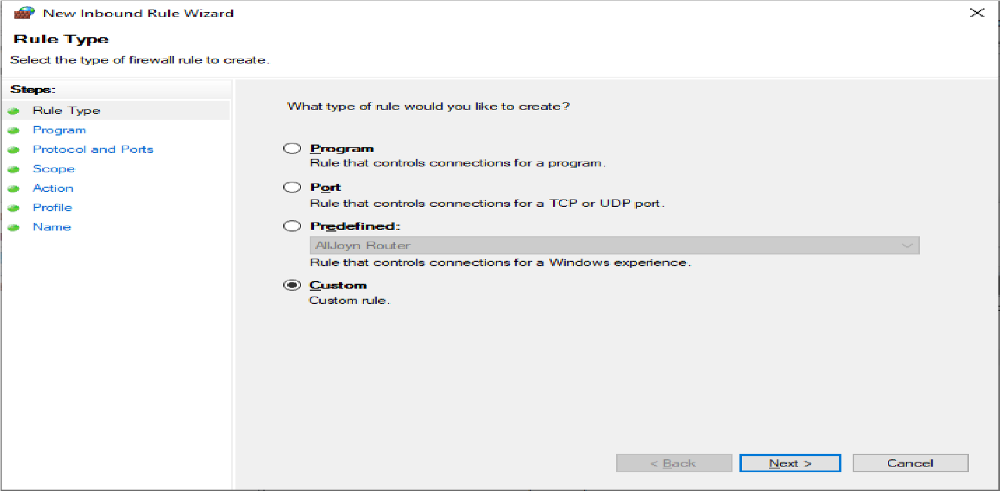 New Inbound Rule Wizard
Rule Type
Select the type of firewall rule to create.
Steps:
Rule Type
Program
Protocol and Ports
Scope
Action
Profile
Name
What type of rule would you like to create?
Program
Rule that controls connections for a program.
Port
Rule that controls connections for a TCP or UDP port.
Predefined:
AllJoyn Router
Rule that controls connections for a Windows experience.
Custom
Custom rule.
< Back
Next >
Cancel